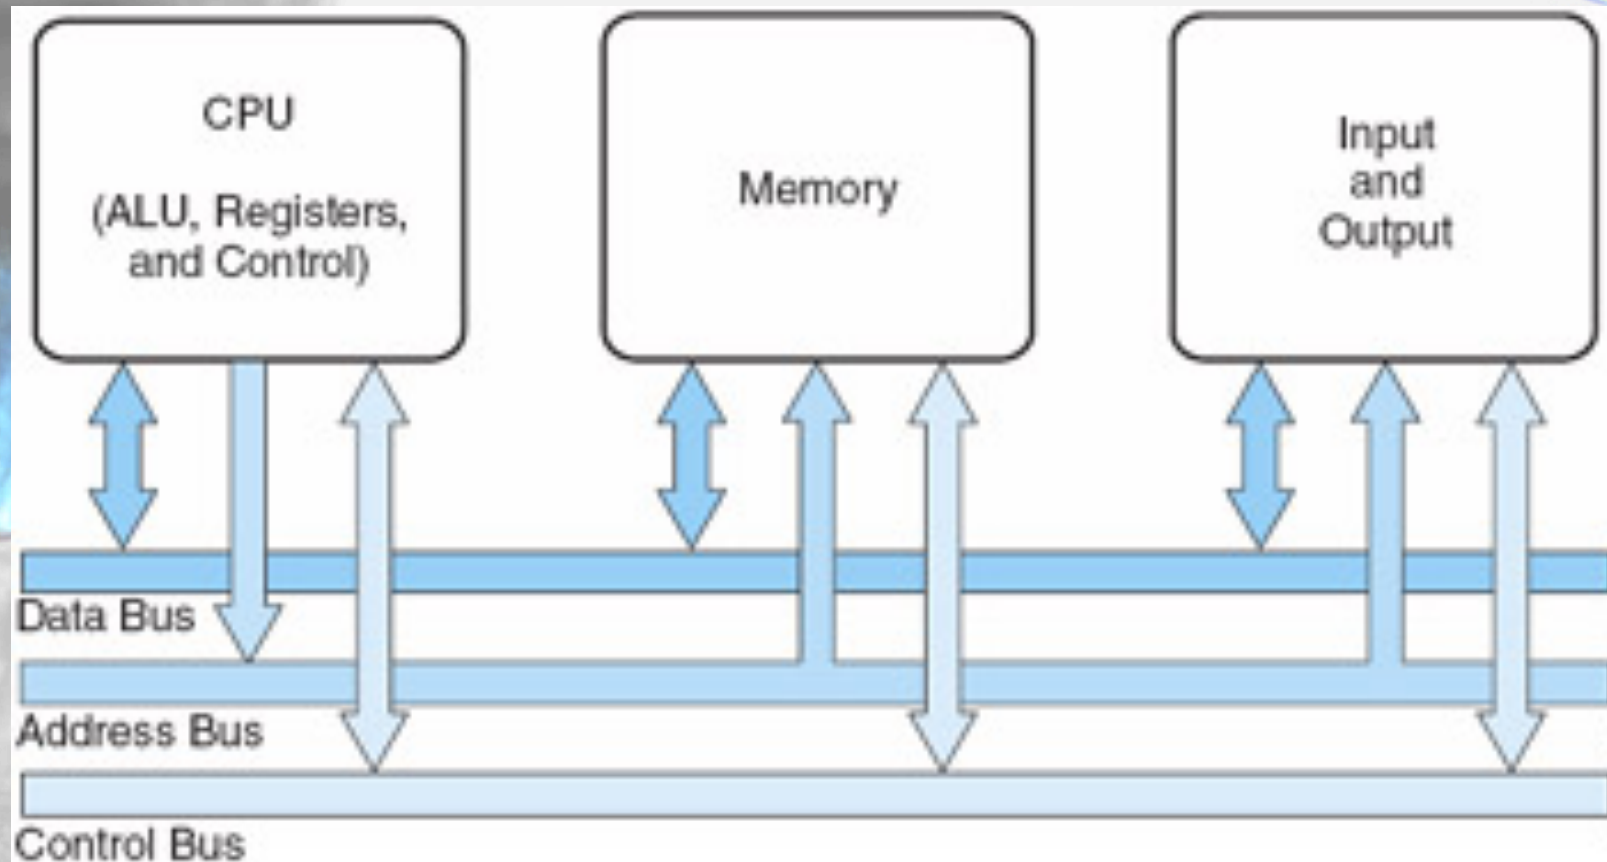 CPU
(ALU, Registers,
and Control)
Memory
Input
and
Output
Data Bus
Address Bus
Control Bus